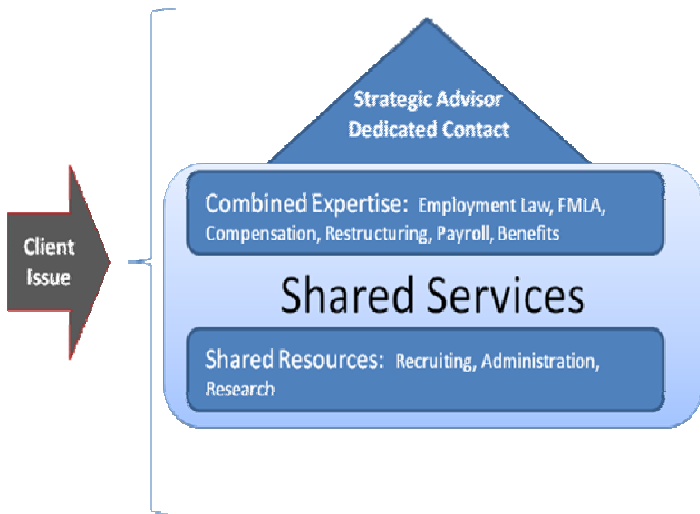 Strategic Advisor
Dedicated Contact
Combined Expertise: Employment Law, FMLA,
Compensation, Restructuring, Payroll, Benefits
Client
Issue
Shared Services
Shared Resources: Recruiting, Administration,
Research